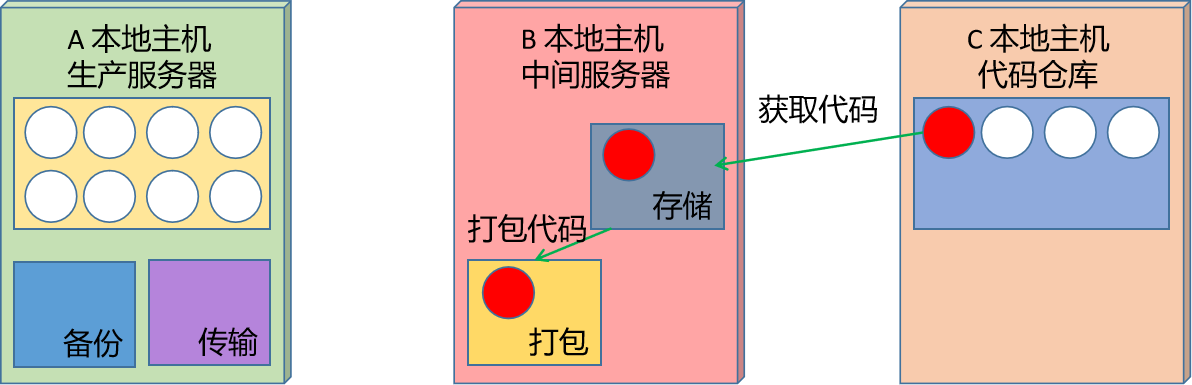 A 本地主机
生产服务器
备份
传输
B 本地主机
中间服务器
存储
打包代码
打包
获取代码
C 本地主机
代码仓库